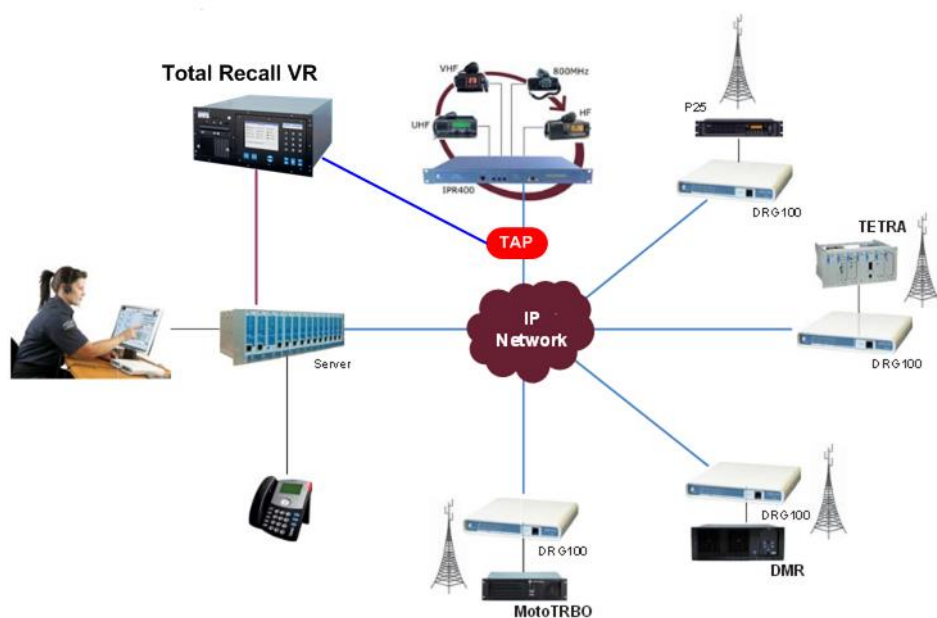 Total Recall VR
VHF
800MHz
UHF
HF
IPR400
P25
DRG100
TAP
TETRA
IP
Network
Server
DRG100
DRG100
DMR
DRG100
MotoTRBO